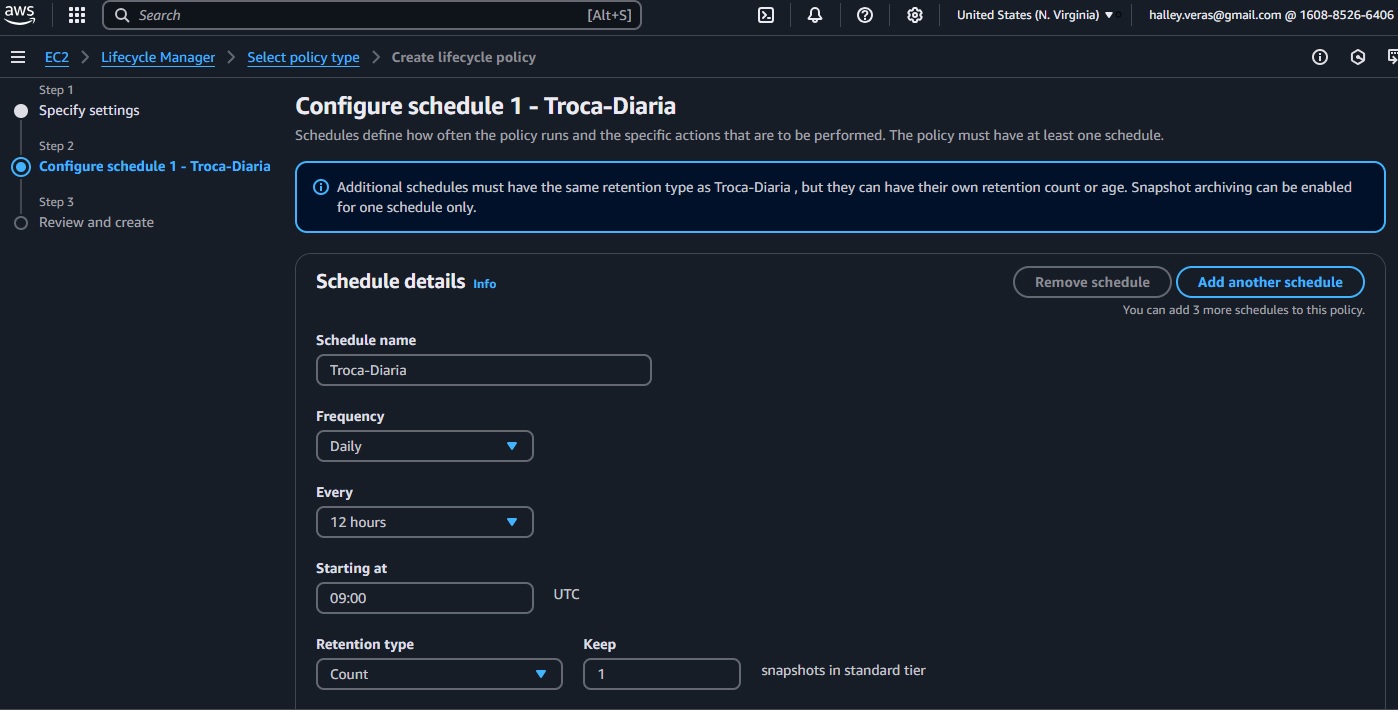 aws
Search
[Alt+S]
United States (N. Virginia)
halley.veras@gmail.com @ 1608-8526-6406
EC2
Lifecycle Manager
Select policy type
Create lifecycle policy
Step 1
Specify settings
Step 2
Configure schedule 1 - Troca-Diaria
Step 3
Review and create
Configure schedule 1 - Troca-Diaria
Schedules define how often the policy runs and the specific actions that are to be performed. The policy must have at least one schedule.
Additional schedules must have the same retention type as Troca-Diaria , but they can have their own retention count or age. Snapshot archiving can be enabled
for one schedule only.
Schedule details Info
Remove schedule
Add another schedule
You can add 3 more schedules to this policy.
Schedule name
Troca-Diaria
Frequency
Daily
Every
12 hours
Starting at
09:00 UTC
Retention type Keep
Count 1 snapshots in standard tier